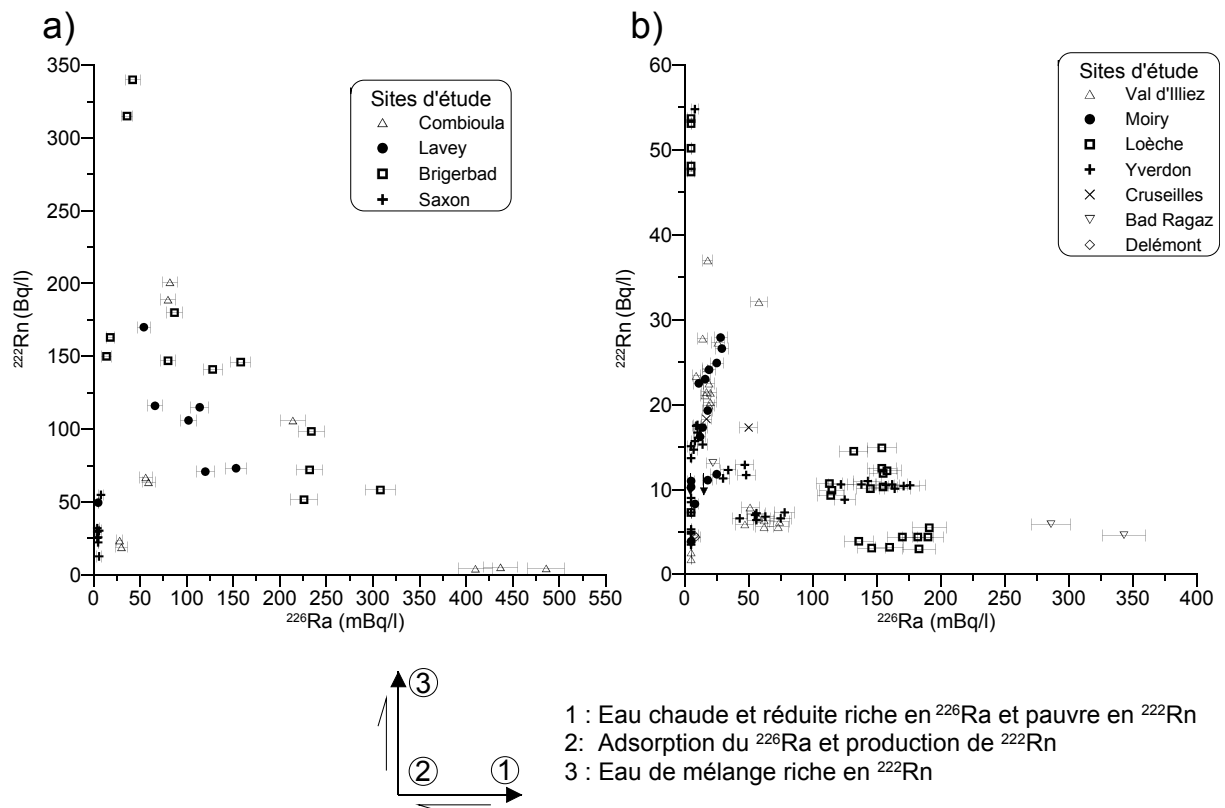 a)
350
300
250
200
150
100
50
0
²²²Rn (Bq/l)
0 50 100 150 200 250 300 350 400 450 500 550
²²⁶Ra (mBq/l)
Sites d'étude
Combioula
Lavey
Brigerbad
Saxon
b)
60
50
40
30
20
10
0
²²²Rn (Bq/l)
0 50 100 150 200 250 300 350 400
²²⁶Ra (mBq/l)
Sites d'étude
Val d'Illiez
Moiry
Loèche
Yverdon
Cruseilles
Bad Ragaz
Delémont
3
2 1
1 : Eau chaude et réduite riche en ²²⁶Ra et pauvre en ²²²Rn
2: Adsorption du ²²⁶Ra et production de ²²²Rn
3 : Eau de mélange riche en ²²²Rn